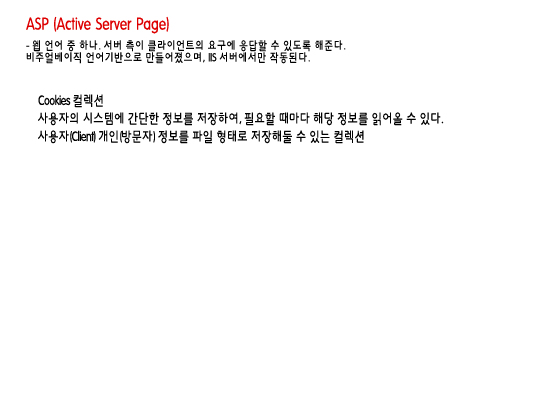 ASP (Active Server Page)
- 웹 언어 중 하나. 서버 측이 클라이언트의 요구에 응답할 수 있도록 해준다.
비주얼베이직 언어기반으로 만들어졌으며, IIS 서버에서만 작동된다.
Cookies 컬렉션
사용자의 시스템에 간단한 정보를 저장하여, 필요할 때마다 해당 정보를 읽어올 수 있다.
사용자(Client) 개인(방문자) 정보를 파일 형태로 저장해둘 수 있는 컬렉션